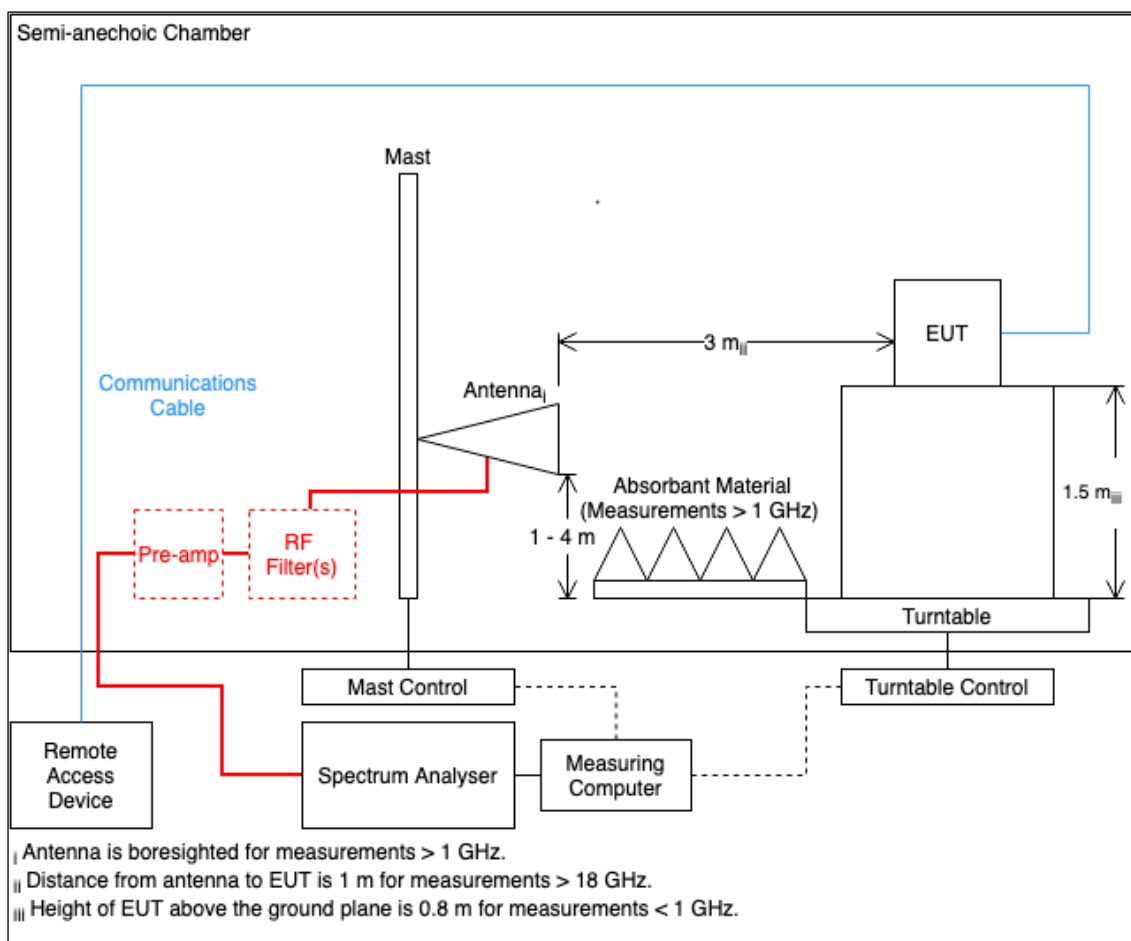 Semi-anechoic Chamber
Mast
EUT
3 m ii
Communications
Cable
Antenna i
Absorbant Material
(Measurements > 1 GHz)
1.5 m iii
1 - 4 m
Pre-amp
RF
Filter(s)
Turntable
Mast Control
Turntable Control
Remote
Access
Device
Spectrum Analyser
Measuring
Computer
i Antenna is boresighted for measurements > 1 GHz.
ii Distance from antenna to EUT is 1 m for measurements > 18 GHz.
iii Height of EUT above the ground plane is 0.8 m for measurements < 1 GHz.